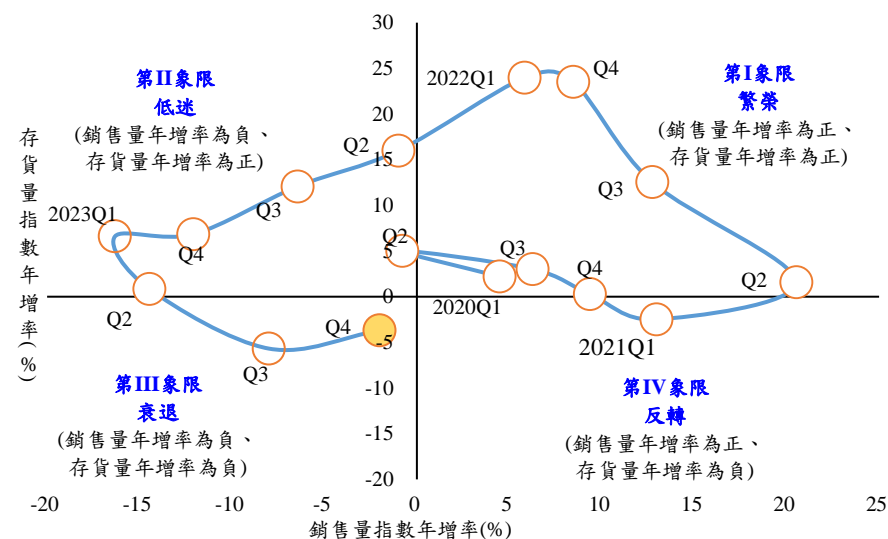 30
25
20
15
10
5
0
-5
-10
-15
-20
存貨量指數年增率(%)
第II象限
低迷
(銷售量年增率為負、
存貨量年增率為正)
第I象限
繁榮
(銷售量年增率為正、
存貨量年增率為正)
2022Q1
Q4
Q2
Q3
Q3
2023Q1
Q4
Q2
Q3
Q4
Q2
2020Q1
Q2
Q4
2021Q1
Q3
第III象限
衰退
(銷售量年增率為負、
存貨量年增率為負)
第IV象限
反轉
(銷售量年增率為正、
存貨量年增率為負)
-20
-15
-10
-5
0
5
10
15
20
25
銷售量指數年增率(%)